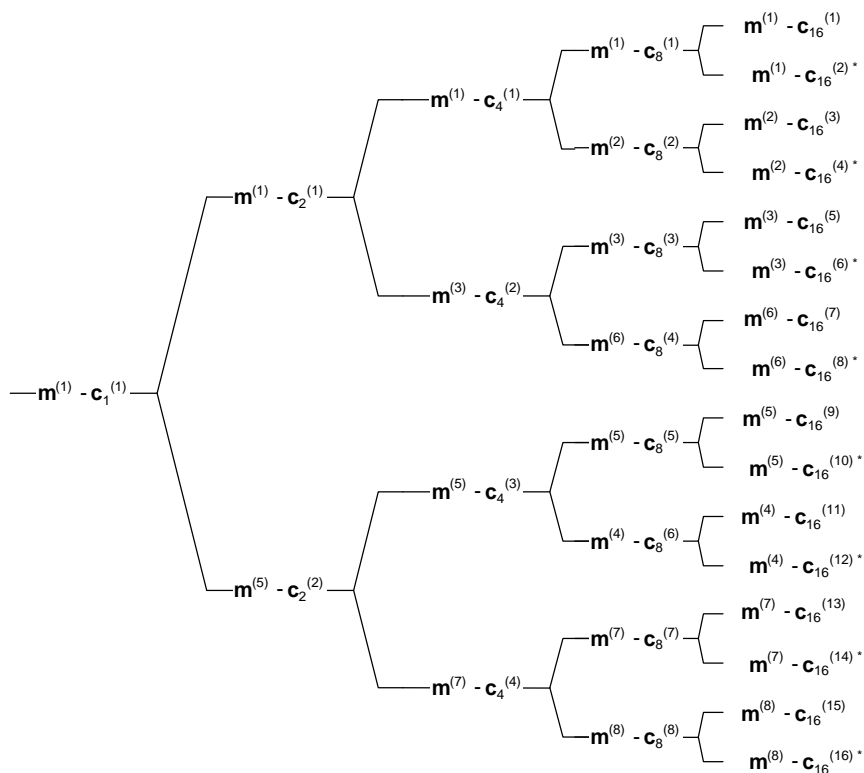 m(1) - c16(1)
m(1) - c8(1)
m(1) - c16(2) *
m(1) - c4(1)
m(2) - c16(3)
m(2) - c8(2)
m(2) - c16(4) *
m(1) - c2(1)
m(3) - c16(5)
m(3) - c8(3)
m(3) - c16(6) *
m(3) - c4(2)
m(6) - c16(7)
m(6) - c8(4)
m(6) - c16(8) *
m(1) - c1(1)
m(5) - c16(9)
m(5) - c8(5)
m(5) - c16(10) *
m(5) - c4(3)
m(4) - c16(11)
m(4) - c8(6)
m(4) - c16(12) *
m(5) - c2(2)
m(7) - c16(13)
m(7) - c8(7)
m(7) - c16(14) *
m(7) - c4(4)
m(8) - c16(15)
m(8) - c8(8)
m(8) - c16(16) *